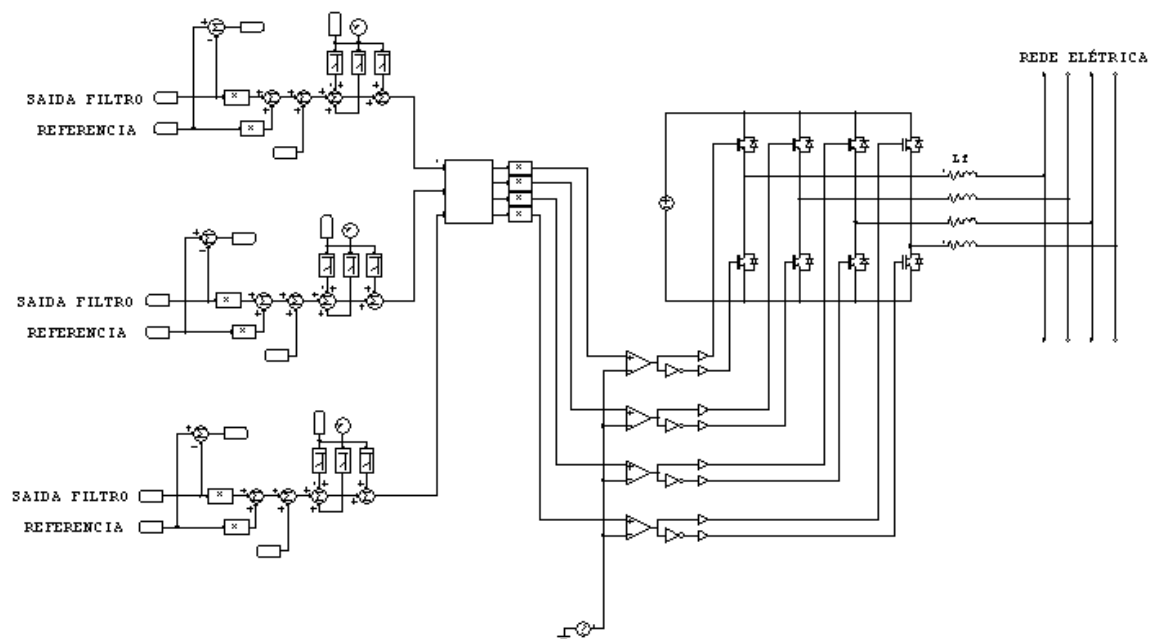 REDE ELÉTRICA
SAIDA FILTRO
REFERENCIA
Lf
SAIDA FILTRO
REFERENCIA
SAIDA FILTRO
REFERENCIA